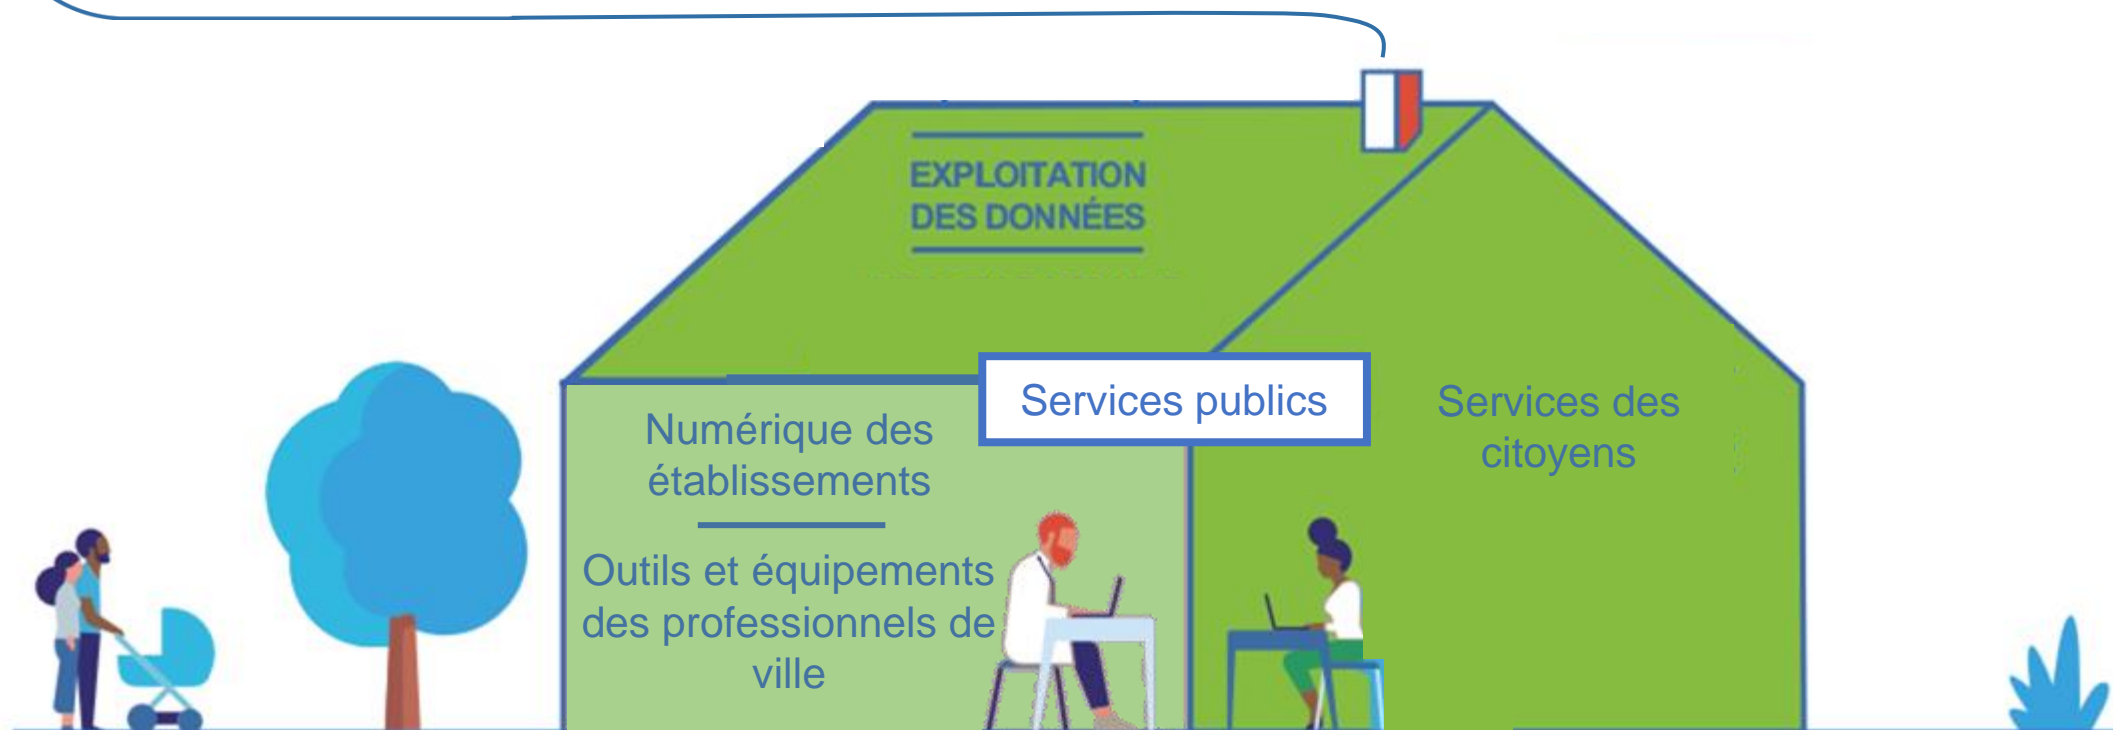 EXPLOITATION
DES DONNÉES
Services publics
Numérique des
établissements
Outils et équipements
des professionnels de
ville
Services des
citoyens